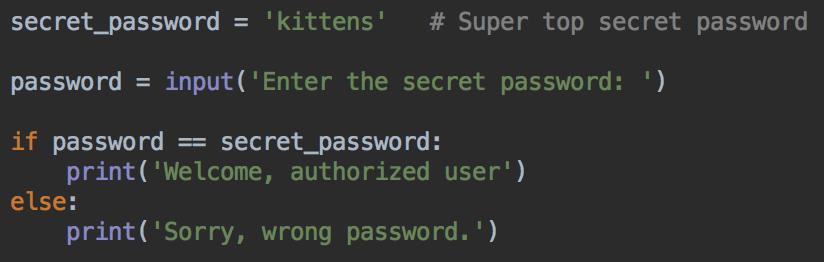 secret_password = 'kittens'   # Super top secret password
password = input('Enter the secret password: ')
if password == secret_password:
    print('Welcome, authorized user')
else:
    print('Sorry, wrong password.')